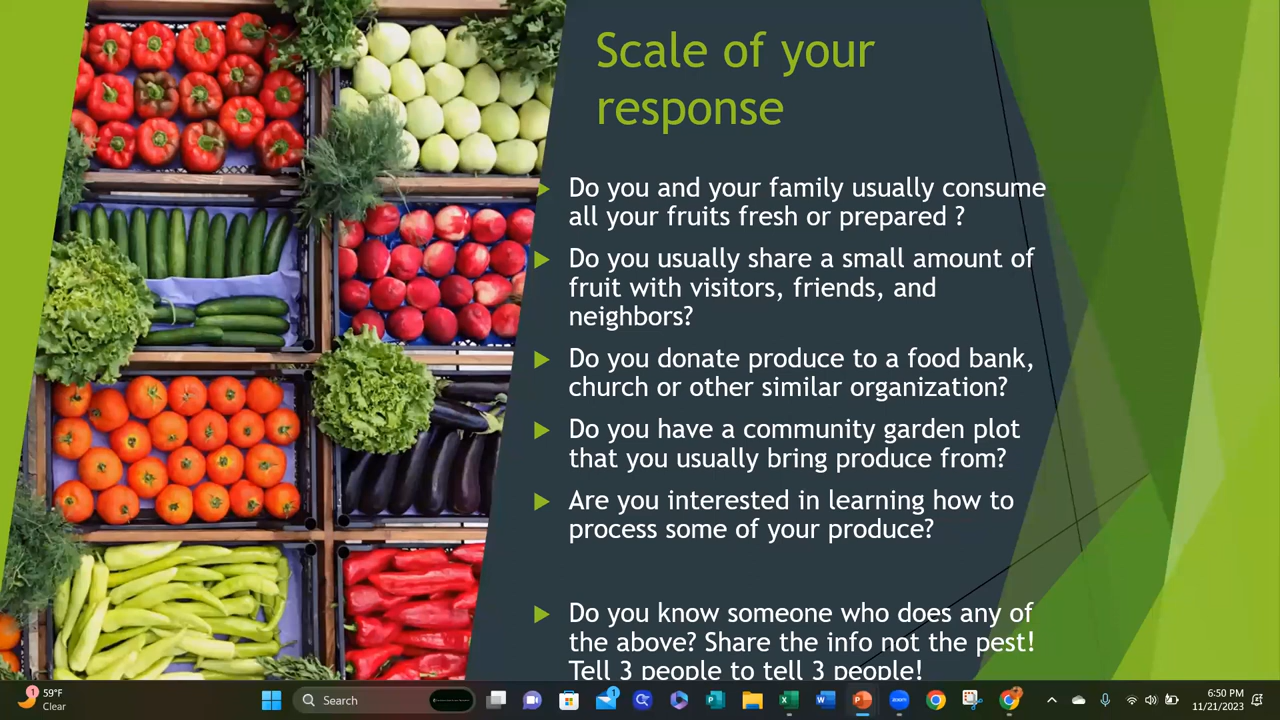 Scale of your
response
Do you and your family usually consume
all your fruits fresh or prepared ?
Do you usually share a small amount of
fruit with visitors, friends, and
neighbors?
Do you donate produce to a food bank,
church or other similar organization?
Do you have a community garden plot
that you usually bring produce from?
Are you interested in learning how to
process some of your produce?
Do you know someone who does any of
the above? Share the info not the pest!
Tell 3 people to tell 3 people!
1
59°F
Clear
Search
1
6:50 PM
11/21/2023